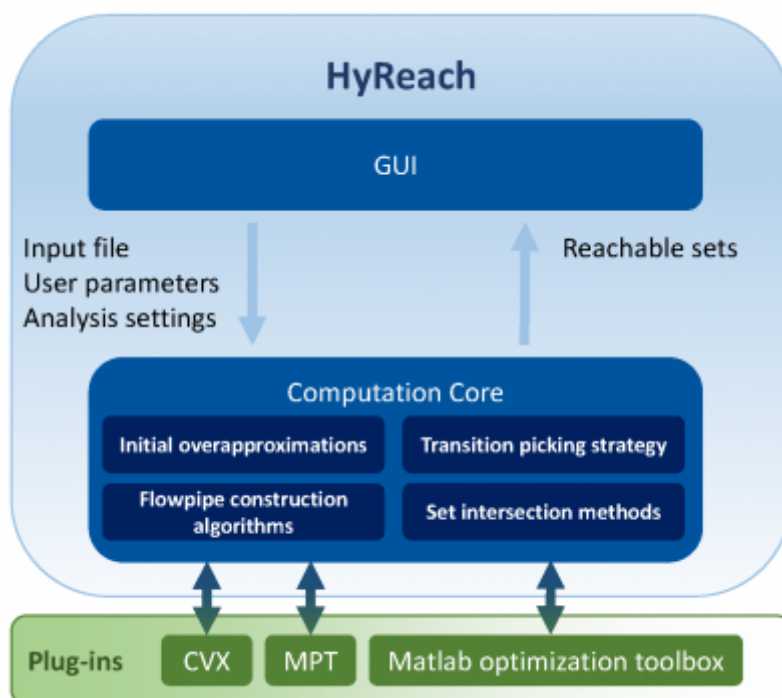 HyReach
GUI
Input file
User parameters
Analysis settings
Reachable sets
Computation Core
Initial overapproximations
Transition picking strategy
Flowpipe construction
algorithms
Set intersection methods
Plug-ins
CVX
MPT
Matlab optimization toolbox